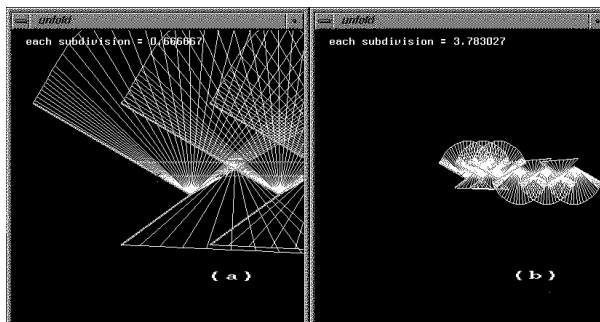 unfold
each subdivision = 0.666667
( a )
unfold
each subdivision = 3.783027
( b )